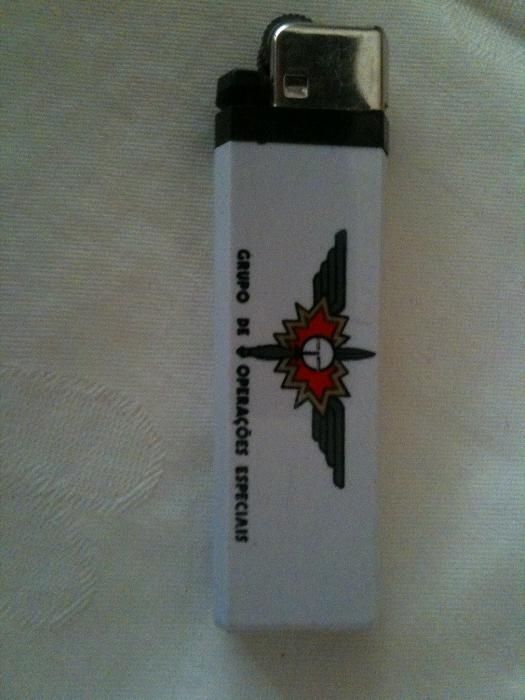 GRUPO DE OPERAÇÕES ESPECIAIS